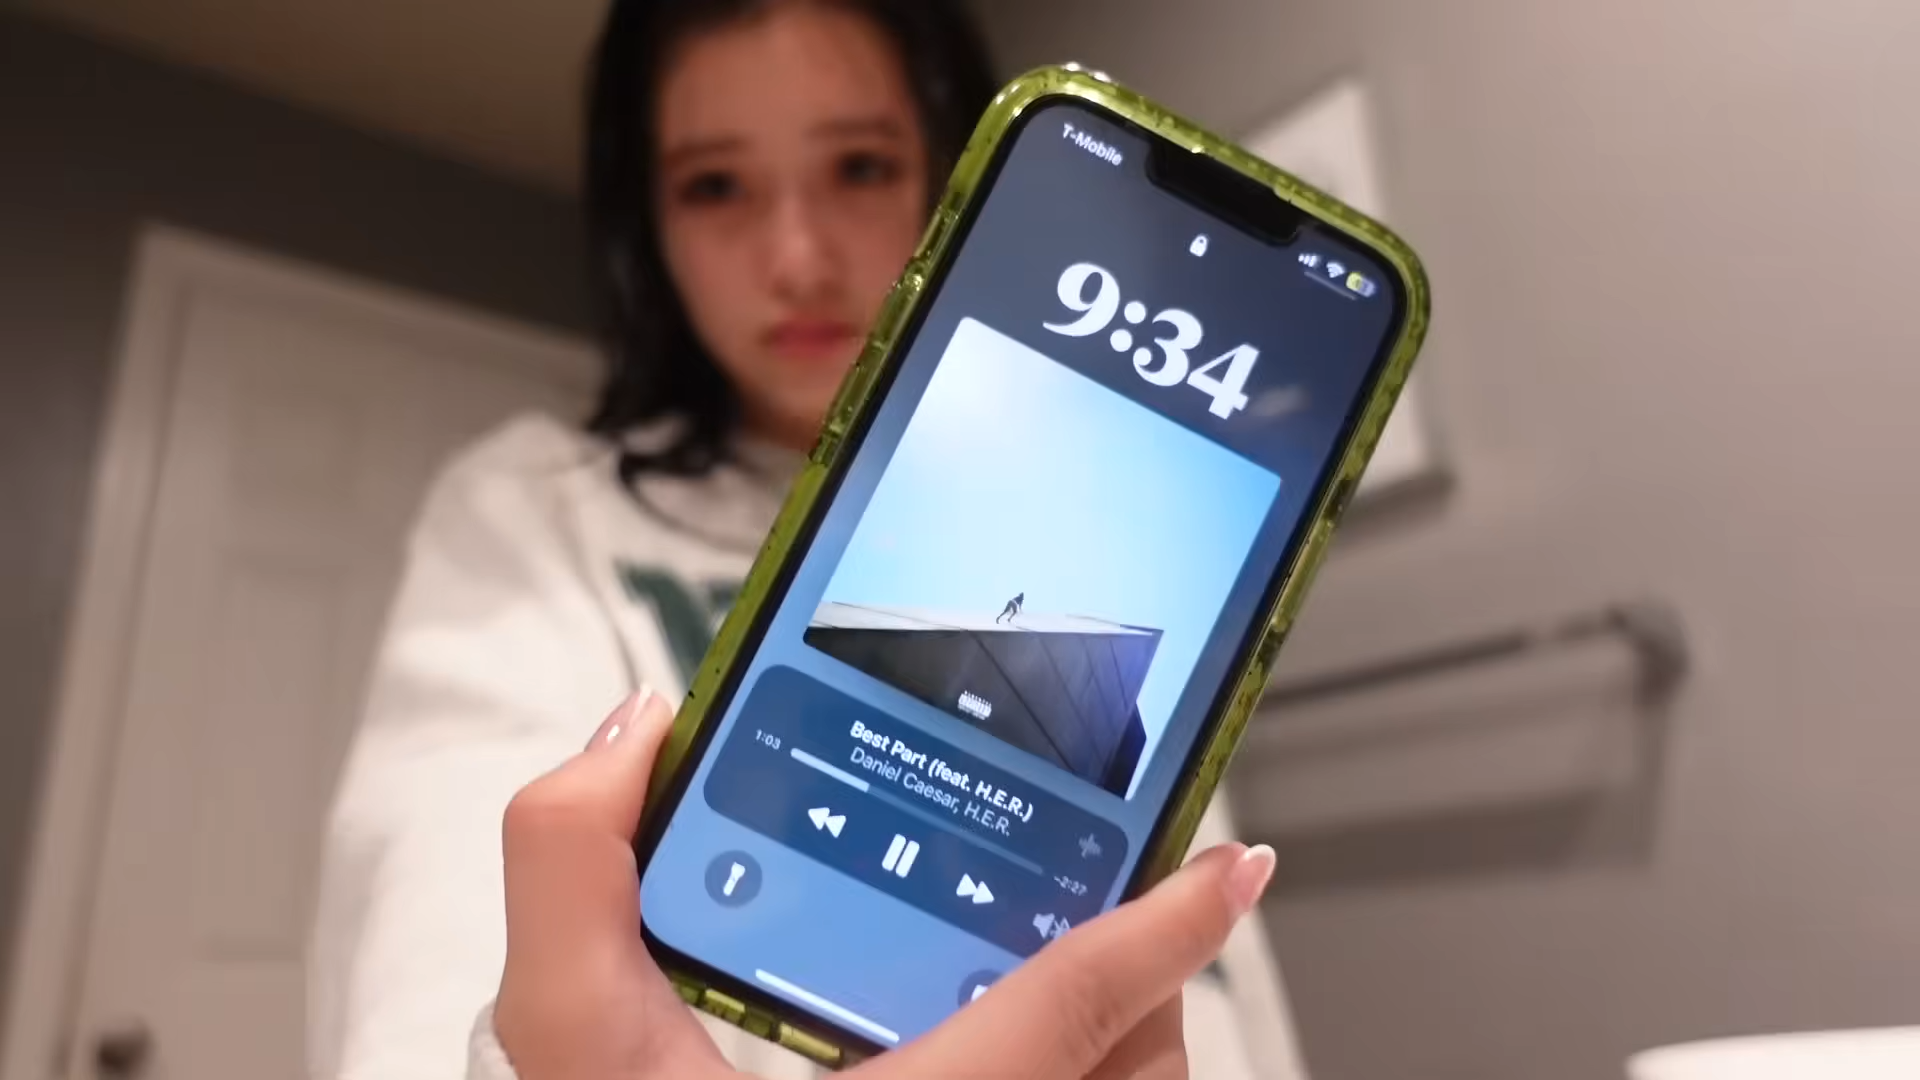 T-Mobile
9:34
Best Part (feat. H.E.R.)
Daniel Caesar, H.E.R.
1:03
-2:27